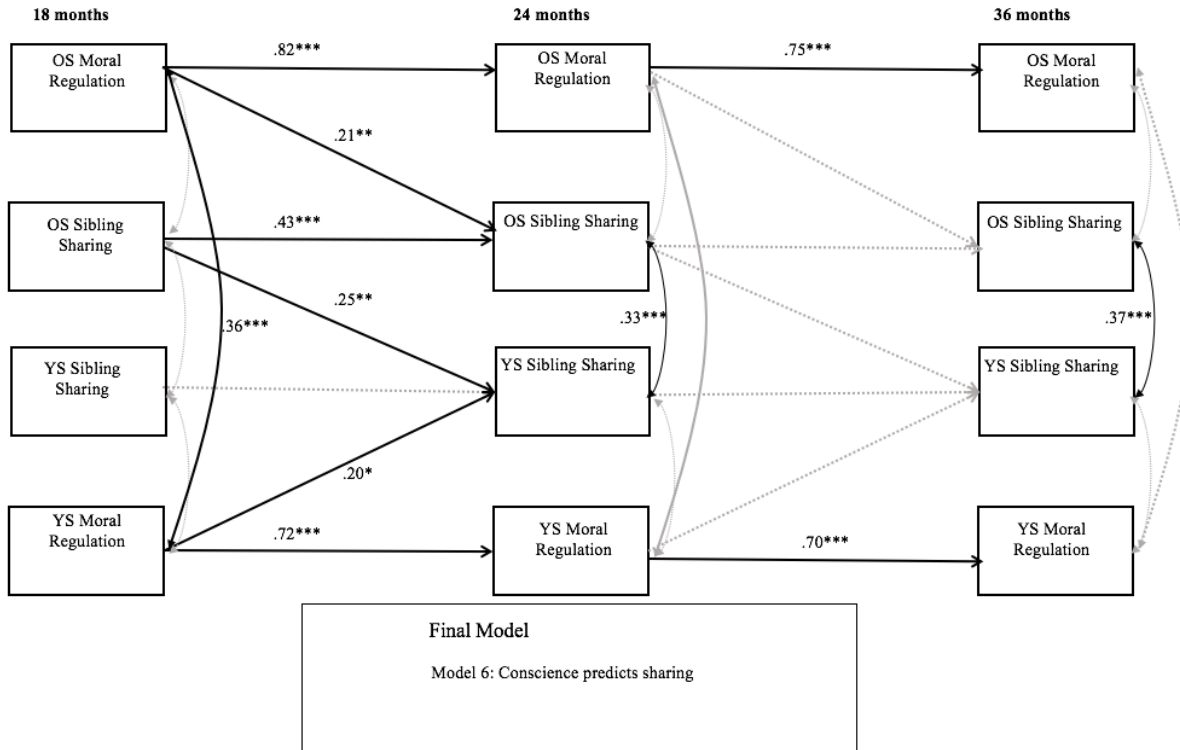 18 months
24 months
36 months
.82***
.75***
OS Moral
Regulation
OS Moral
Regulation
OS Moral
Regulation
.21**
OS Sibling
Sharing
.43***
OS Sibling Sharing
OS Sibling Sharing
.25**
.36***
.33***
.37***
YS Sibling
Sharing
YS Sibling Sharing
YS Sibling Sharing
.20*
YS Moral
Regulation
.72***
YS Moral
Regulation
.70***
YS Moral
Regulation
Final Model
Model 6: Conscience predicts sharing